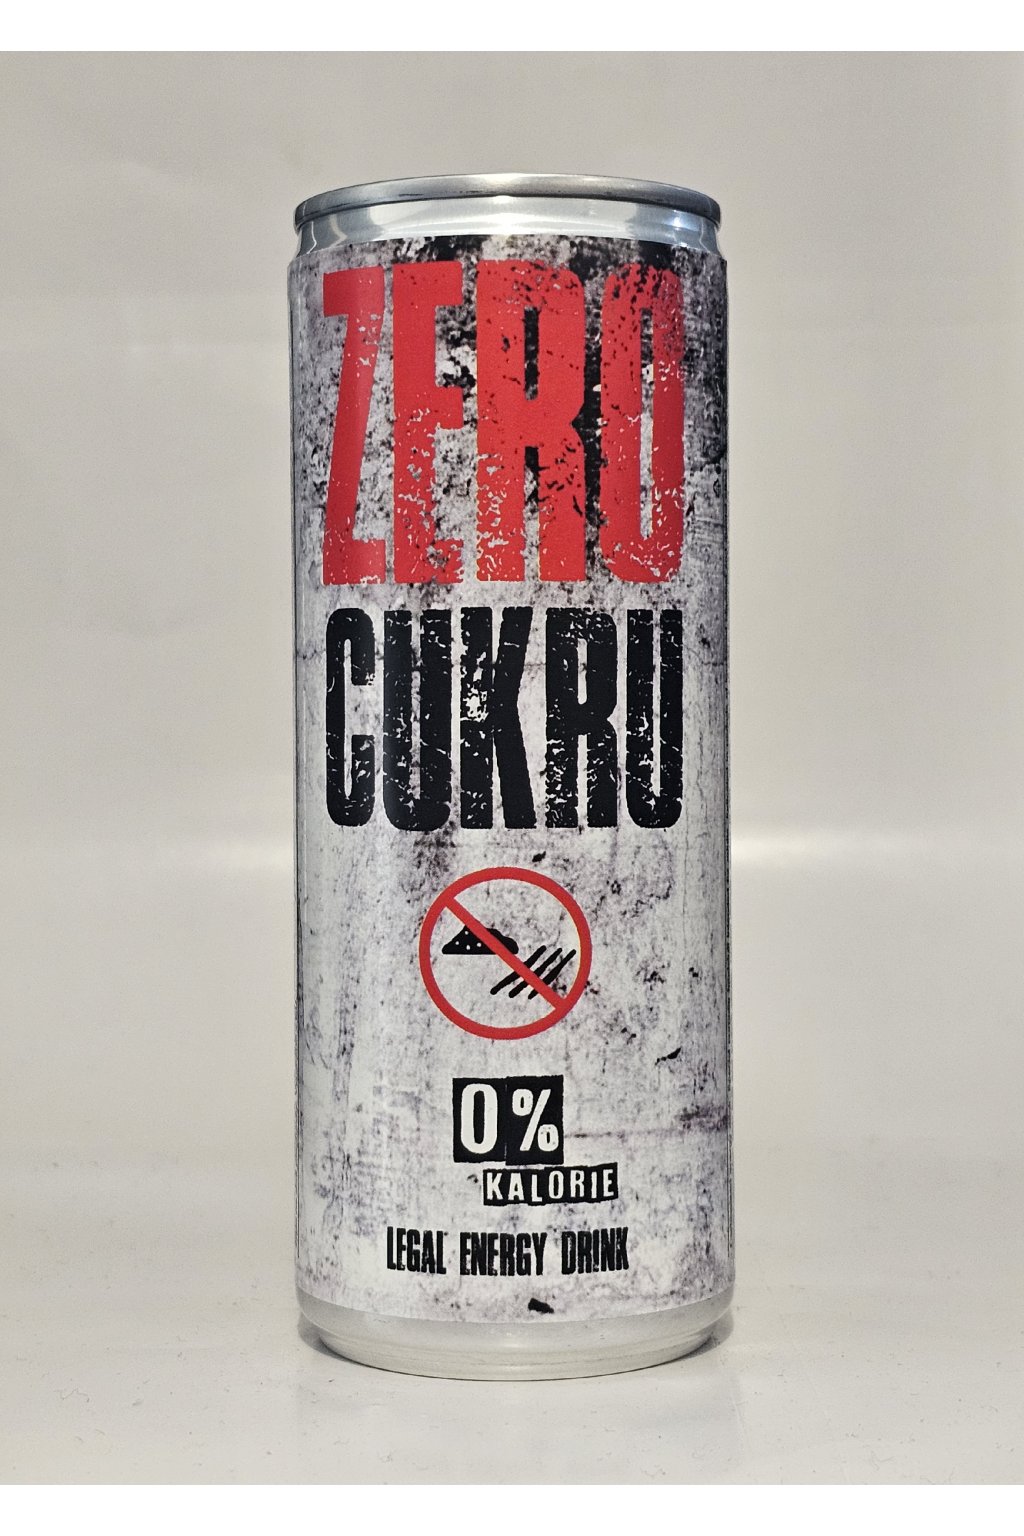 ZERO
CUKRU
0%
KALORIE
LEGAL ENERGY DRINK